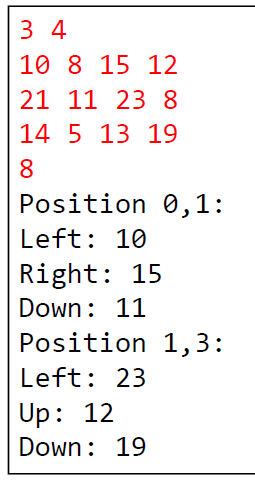 3 4
10 8 15 12
21 11 23 8
14 5 13 19
8
Position 0,1:
Left: 10
Right: 15
Down: 11
Position 1,3:
Left: 23
Up: 12
Down: 19